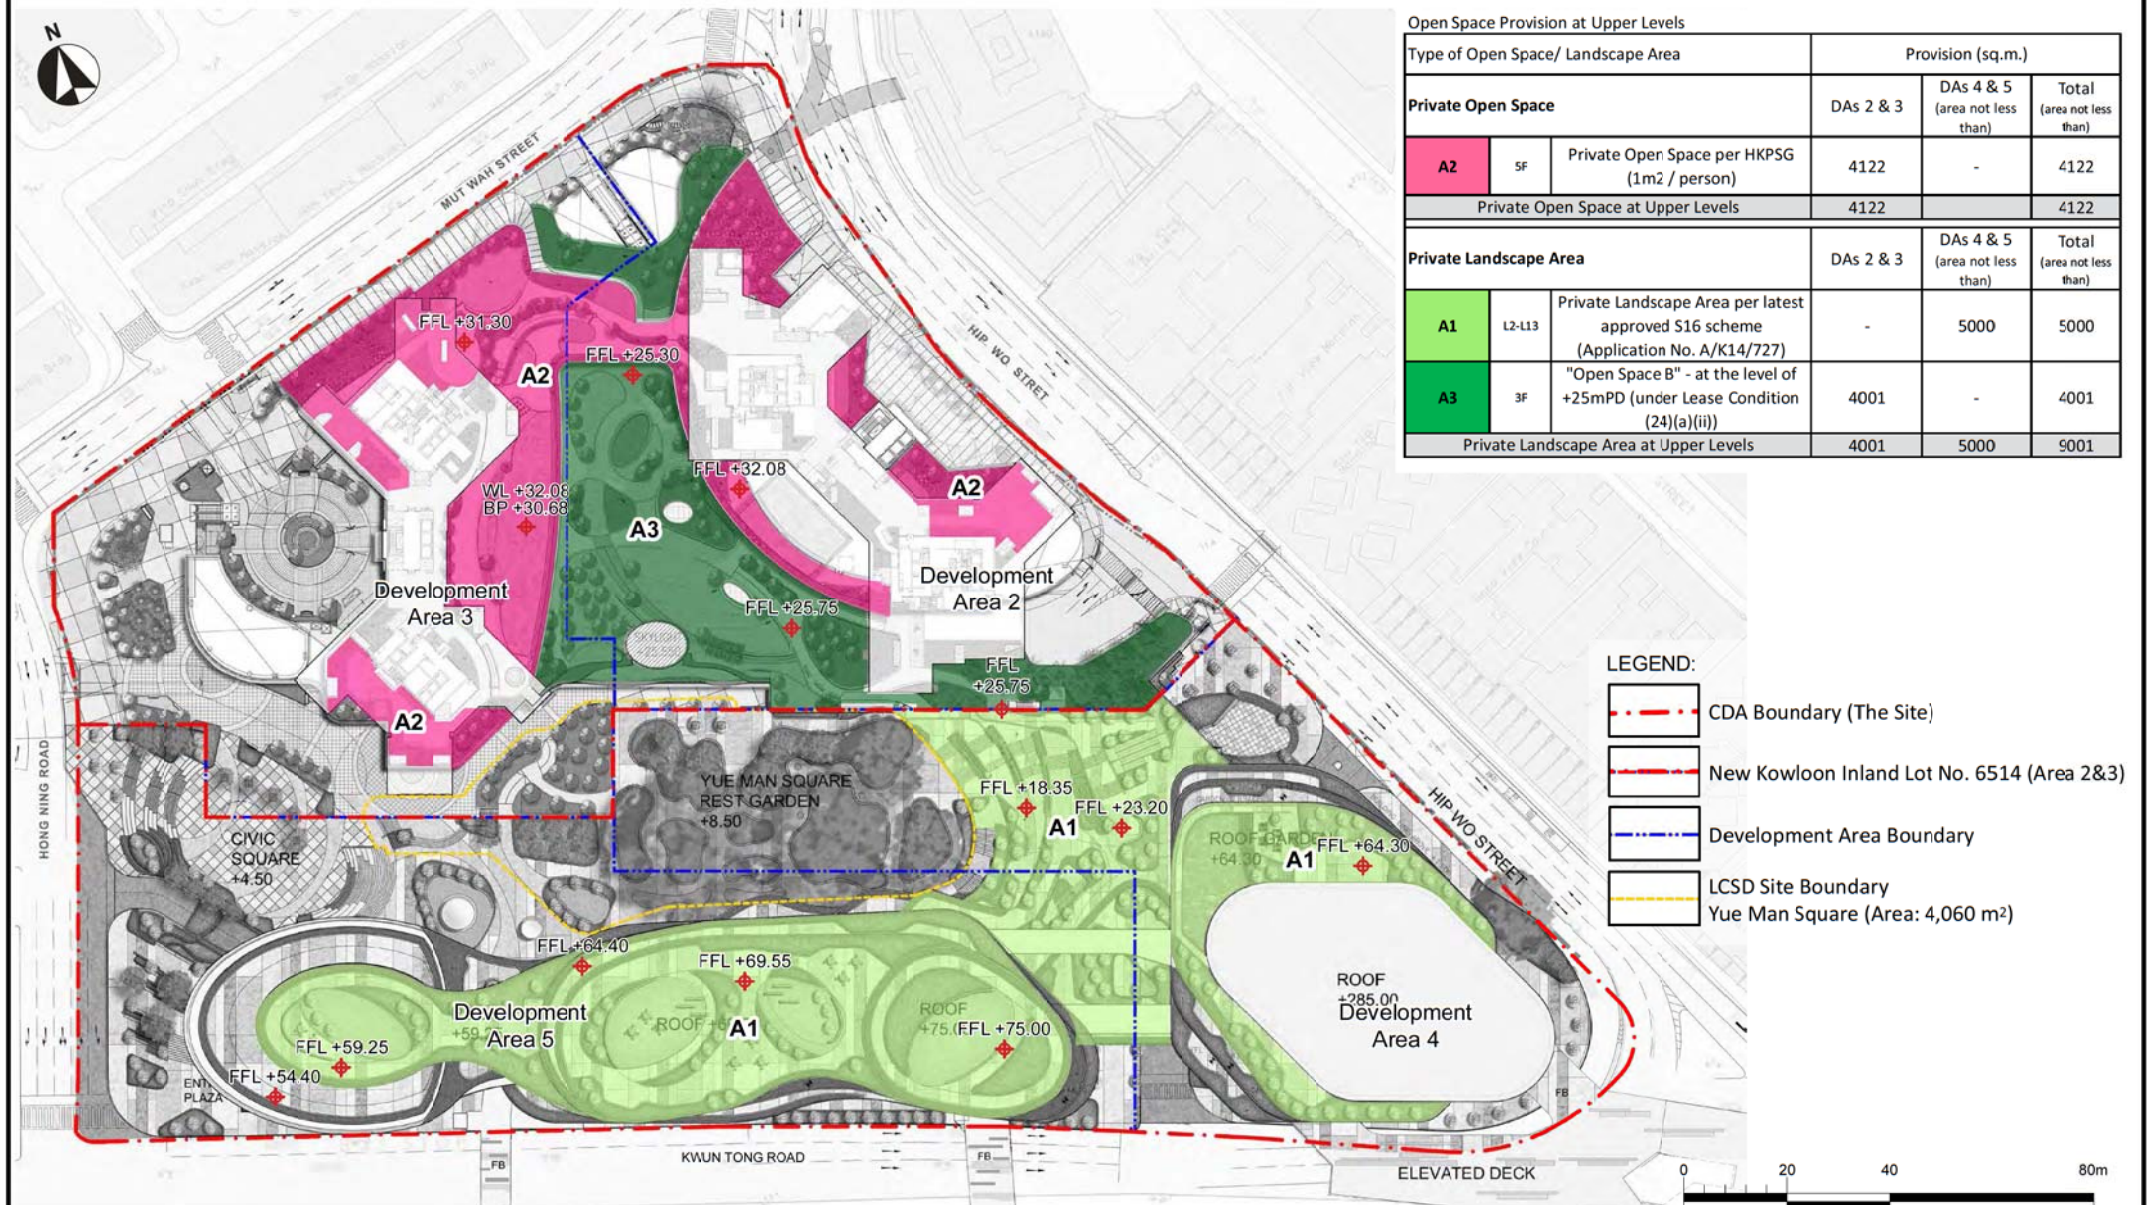 Open Space Provision at Upper Levels
Type of Open Space/ Landscape Area
Provision (sq.m.)
Private Open Space
DAs 2 & 3
DAs 4 & 5
(area not less
than)
Total
(area not less
than)
A2
5F
Private Open Space per HKPSG
(1m2 / person)
4122
-
4122
Private Open Space at Upper Levels
4122
4122
Private Landscape Area
DAs 2 & 3
DAs 4 & 5
(area not less
than)
Total
(area not less
than)
A1
L2-L13
Private Landscape Area per latest
approved S16 scheme
(Application No. A/K14/727)
-
5000
5000
A3
3F
"Open Space B" - at the level of
+25mPD (under Lease Condition
(24)(a)(ii))
4001
-
4001
Private Landscape Area at Upper Levels
4001
5000
9001
N
MUT WAH STREET
HIP WO STREET
FFL +31.30
FFL +25.30
A2
FFL +32.08
WL +32.08
BP +30.68
A2
A3
Development
Area 3
Development
Area 2
FFL +25.75
SKYLIGHT
FFL
+25.75
A2
HONG NING ROAD
YUE MAN SQUARE
REST GARDEN
+8.50
CIVIC
SQUARE
+4.50
FFL +18.35
FFL +23.20
A1
ROOF GARDEN
+64.30
A1
FFL +64.30
HIP WO STREET
FFL +64.40
FFL +69.55
ROOF
+285.00
Development
Area 4
Development
Area 5
ROOF
A1
ROOF
FFL +75.00
FFL +59.25
FFL +54.40
PLAZA
FB
FB
FB
KWUN TONG ROAD
ELEVATED DECK
LEGEND:
CDA Boundary (The Site)
New Kowloon Inland Lot No. 6514 (Area 2&3)
Development Area Boundary
LCSD Site Boundary
Yue Man Square (Area: 4,060 m²)
0 20 40 80m